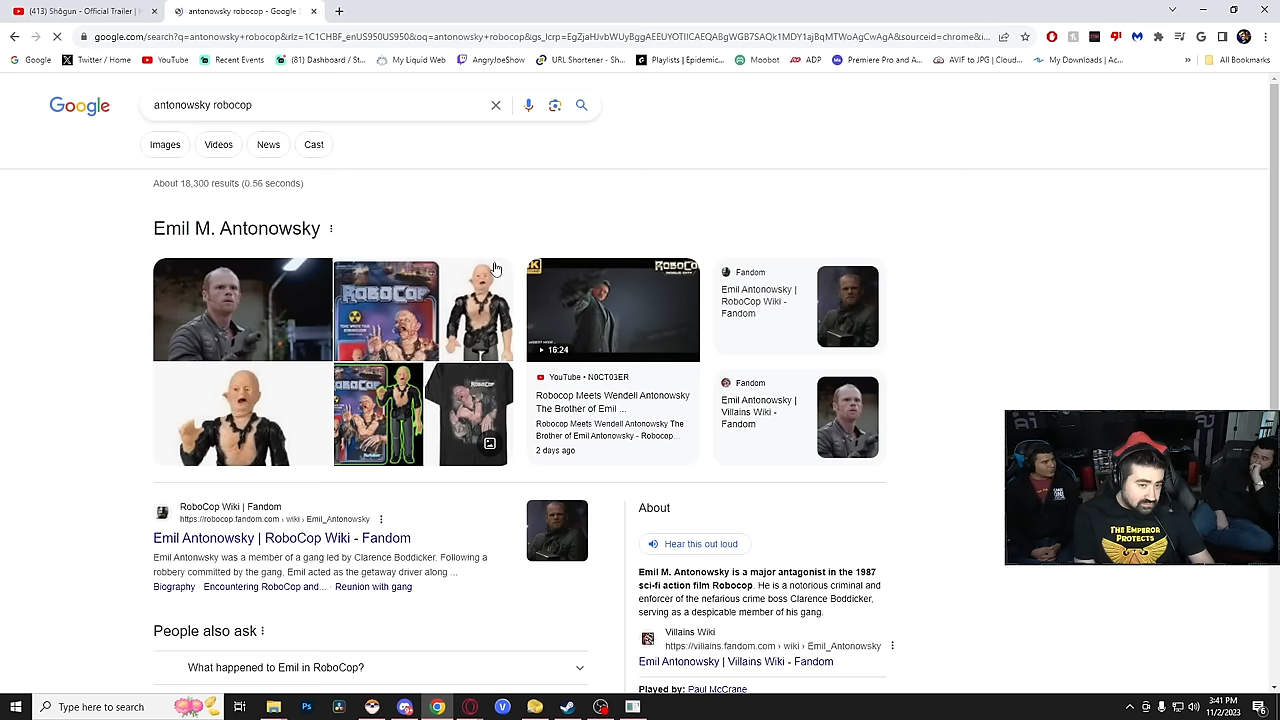 (413) Shōgun - Official Trailer |
antonowsky robocop - Google S
google.com/search?q=antonowsky+robocop&rlz=1C1CHBF_enUS950US950&oq=antonowsky+robocop&gs_lcrp=EgZjaHJvbWUyBggAEEUYOTIICAEQABgWGB7SAQk1MDY1ajBqMTWoAgCwAgA&sourceid=chrome&i...
Google
Twitter / Home
YouTube
Recent Events
(81) Dashboard / St...
My Liquid Web
AngryJoeShow
URL Shortener - Sh...
Playlists | Epidemic...
Moobot
ADP
Premiere Pro and A...
AVIF to JPG | Cloud...
My Downloads | Ac...
»
All Bookmarks
Google
antonowsky robocop
Images
Videos
News
Cast
About 18,300 results (0.56 seconds)
Emil M. Antonowsky
ROBOCOP
ROBOCOP
ROBOCOP
K
ROBOCOP
16:24
YouTube • N0CT03ER
Robocop Meets Wendell Antonowsky
The Brother of Emil ...
Robocop Meets Wendell Antonowsky The
Brother of Emil Antonowsky - Robocop...
2 days ago
Fandom
Emil Antonowsky |
RoboCop Wiki -
Fandom
Fandom
Emil Antonowsky |
Villains Wiki -
Fandom
RoboCop Wiki | Fandom
https://robocop.fandom.com › wiki › Emil_Antonowsky
Emil Antonowsky | RoboCop Wiki - Fandom
Emil Antonowsky was a member of a gang led by Clarence Boddicker. Following a
robbery committed by the gang, Emil acted as the getaway driver along ...
Biography · Encountering RoboCop and... · Reunion with gang
People also ask
What happened to Emil in RoboCop?
About
Hear this out loud
Emil M. Antonowsky is a major antagonist in the 1987
sci-fi action film Robocop. He is a notorious criminal and
enforcer of the nefarious crime boss Clarence Boddicker,
serving as a despicable member of his gang.
Villains Wiki
https://villains.fandom.com › wiki › Emil_Antonowsky
Emil Antonowsky | Villains Wiki - Fandom
Played by: Paul McCrane
THE EMPEROR
PROTECTS
Type here to search
3:41 PM
11/2/2023